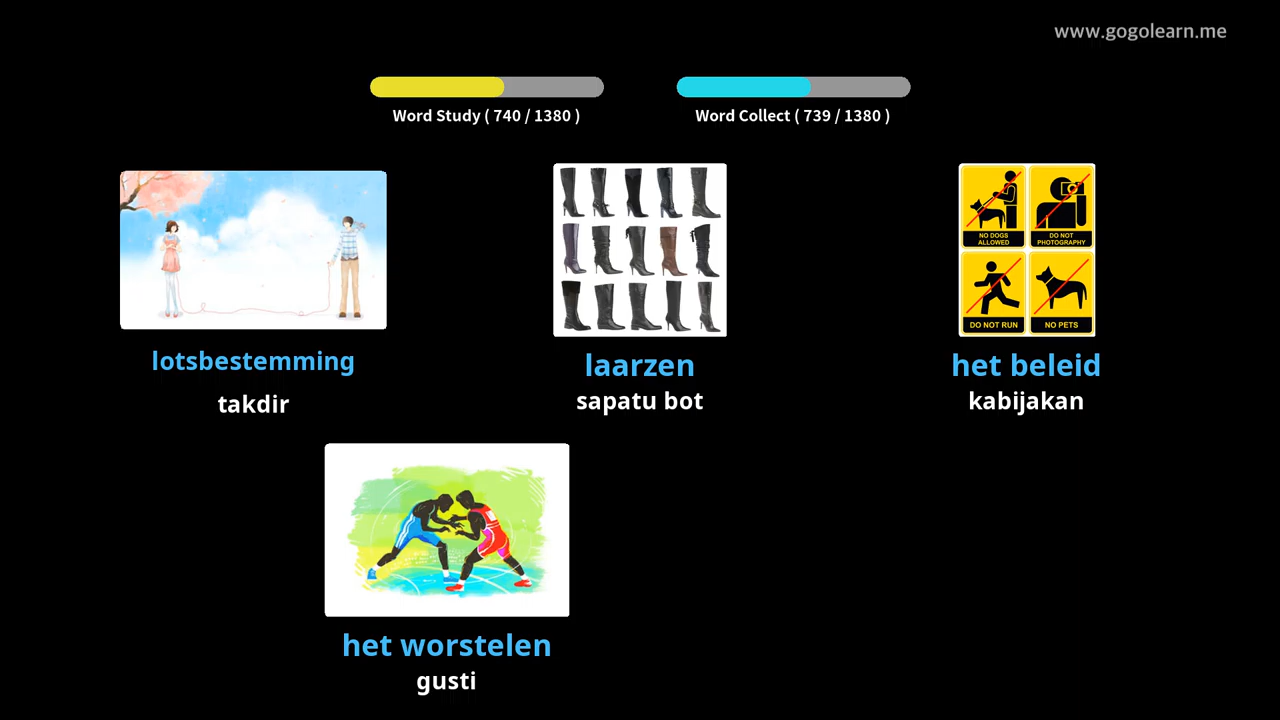 www.gogolearn.me
Word Study ( 740 / 1380 )
Word Collect ( 739 / 1380 )
NO DOGS
ALLOWED
DO NOT
PHOTOGRAPHY
DO NOT RUN
NO PETS
lotsbestemming
takdir
laarzen
sapatu bot
het beleid
kabijakan
het worstelen
gusti